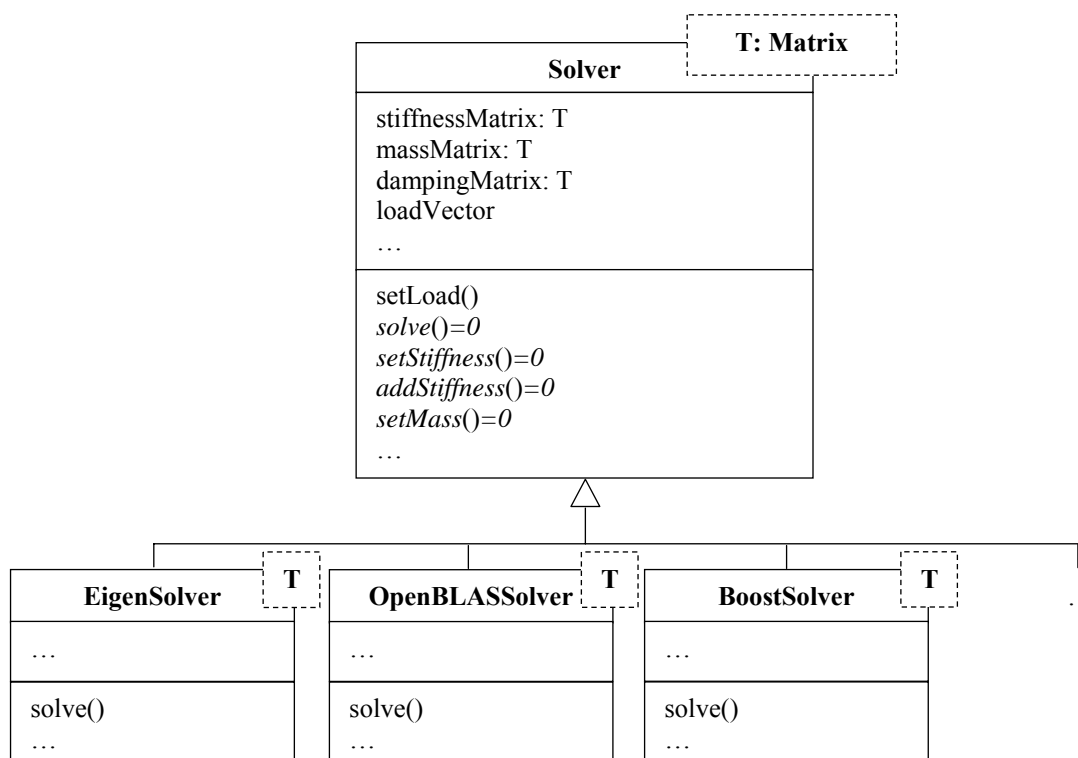 T: Matrix
Solver
stiffnessMatrix: T
massMatrix: T
dampingMatrix: T
loadVector
…
setLoad()
solve()=0
setStiffness()=0
addStiffness()=0
setMass()=0
…
EigenSolver
T
…
solve()
…
OpenBLASSolver
T
…
solve()
…
BoostSolver
T
…
solve()
…
.